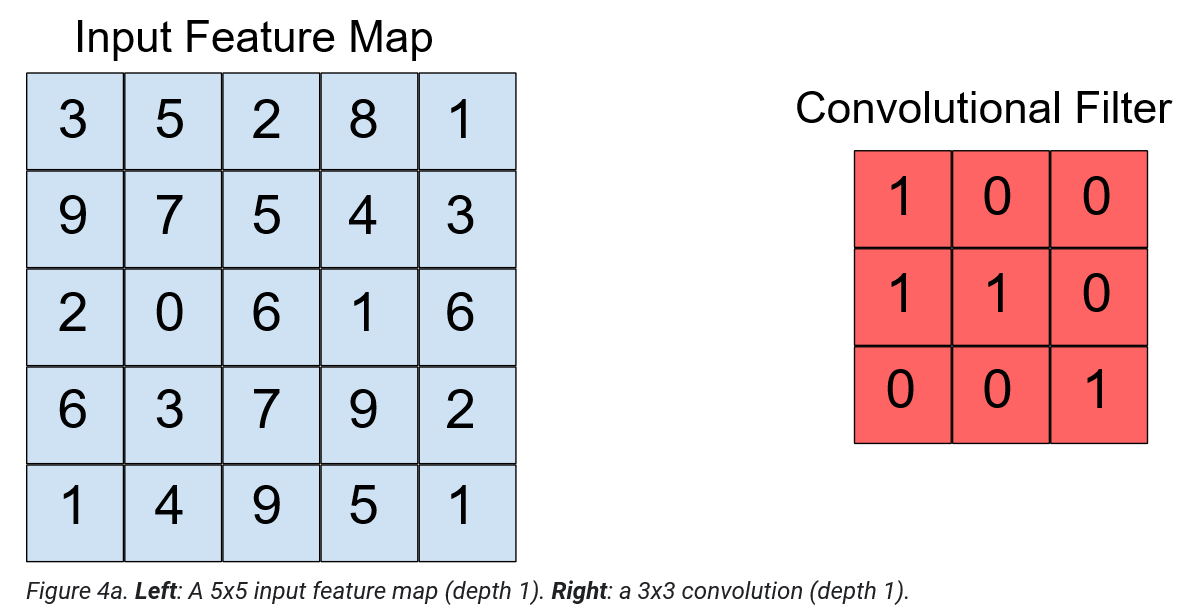 Input Feature Map
3 5 2 8 1
9 7 5 4 3
2 0 6 1 6
6 3 7 9 2
1 4 9 5 1
Convolutional Filter
1 0 0
1 1 0
0 0 1
Figure 4a. Left: A 5x5 input feature map (depth 1). Right: a 3x3 convolution (depth 1).